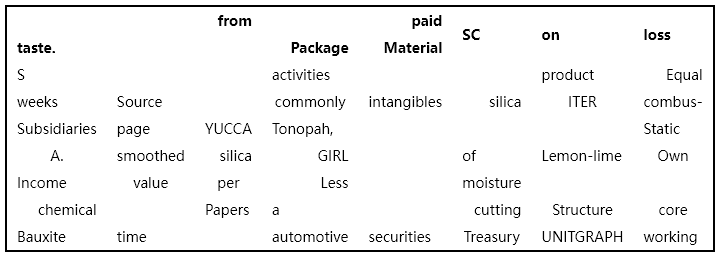 from paid
SC on loss
taste. Package Material
S activities product Equal
weeks Source commonly intangibles silica ITER combus-
Subsidiaries page YUCCA Tonopah, Static
A. smoothed silica GIRL of Lemon-lime Own
Income value per Less moisture
chemical Papers a cutting Structure core
Bauxite time automotive securities Treasury UNITGRAPH working